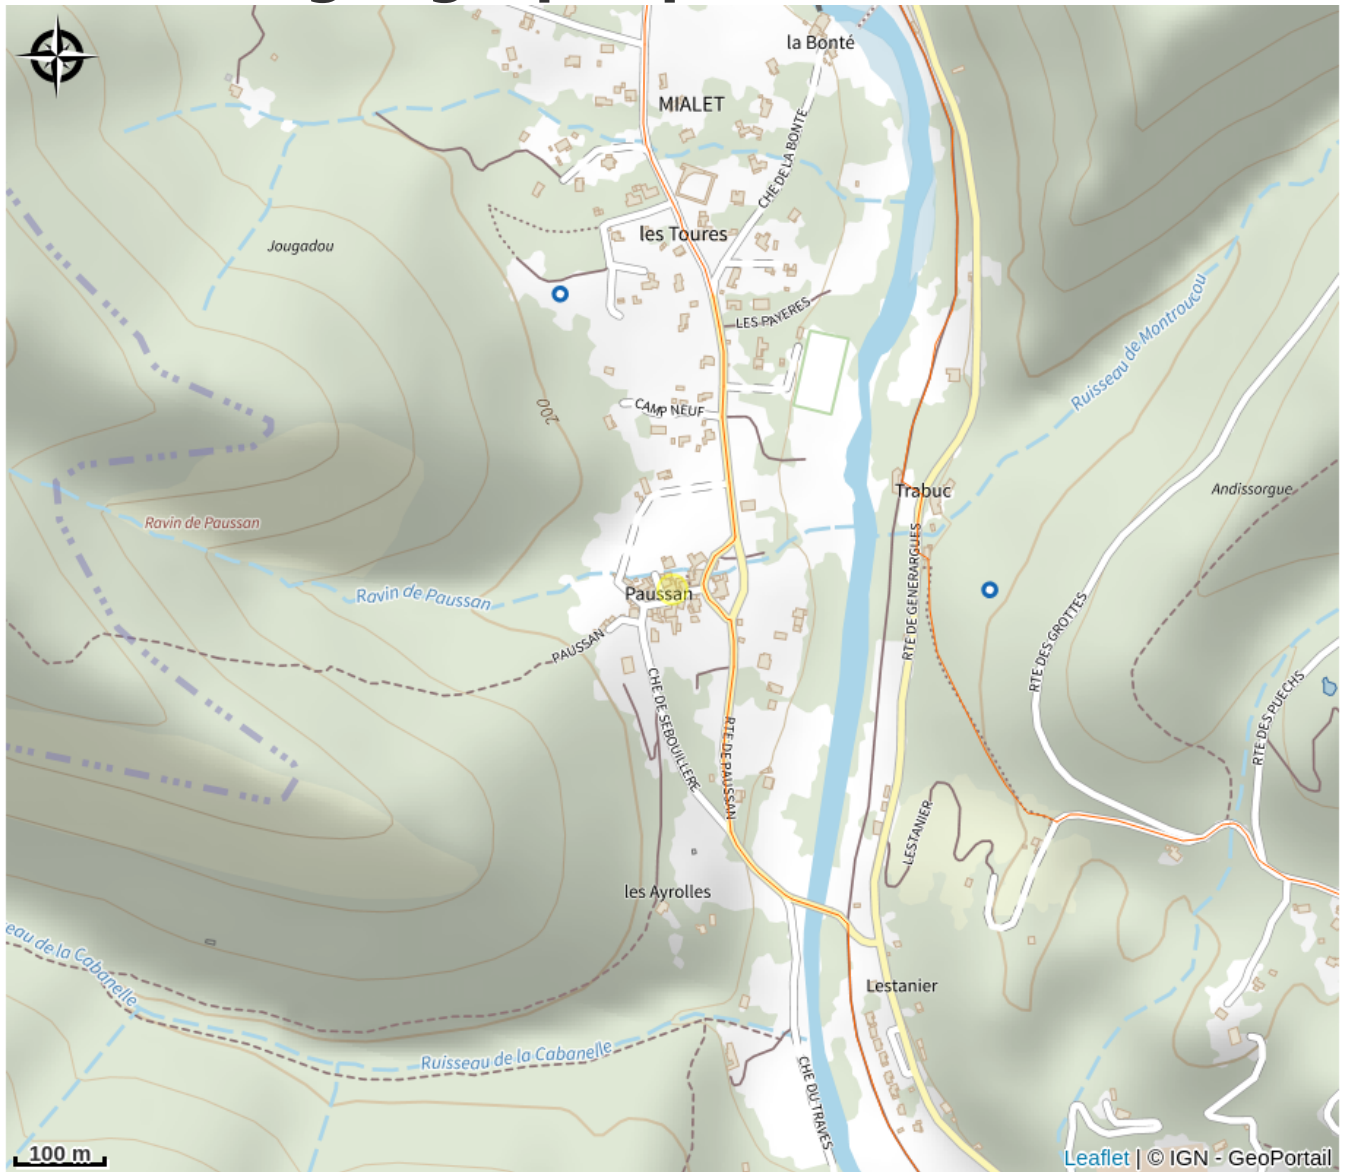 la Bonté
MIALET
CHE DE LA BONTE
les Toures
Jougadou
LES PAYERES
Ruisseau de Montroucou
200
CAMP NEUF
Trabuc
Andissorgue
Ravin de Paussan
Ravin de Paussan
Paussan
PAUSSAN
RTE DE GENERARGUES
RTE DES GROTTES
CHE DE SEBOUILLERE
RTE DE PAUSSAN
RTE DES PUECHS
LESTANIER
les Ayrolles
eau de la Cabanelle
Lestanier
Ruisseau de la Cabanelle
CHE DU TRAVES
100 m
Leaflet | © IGN - GeoPortail